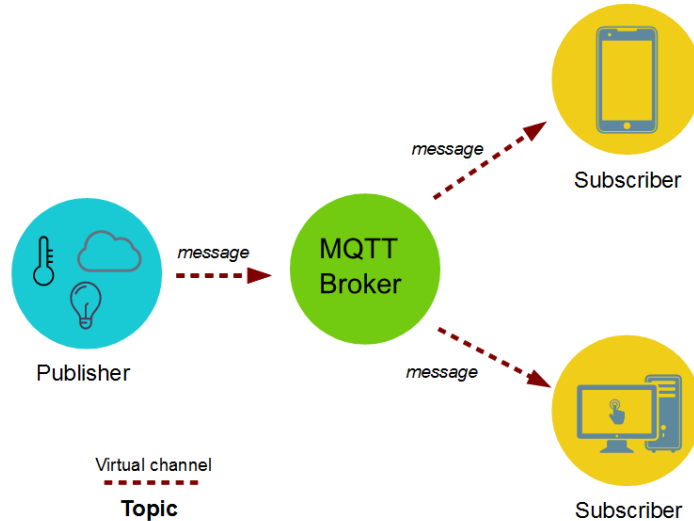 message
Subscriber
message
MQTT
Broker
Publisher
message
Virtual channel
Topic
Subscriber